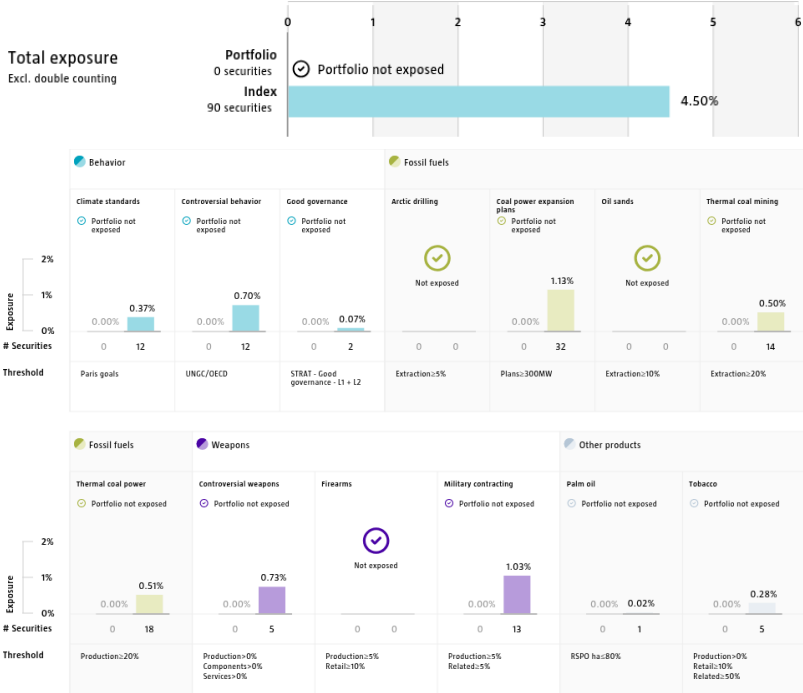 0 1 2 3 4 5 6
Total exposure
Excl. double counting
Portfolio
0 securities
Portfolio not exposed
Index
90 securities
4.50%
Behavior
Fossil fuels
Climate standards
Portfolio not
exposed
Controversial behavior
Portfolio not
exposed
Good governance
Portfolio not
exposed
Arctic drilling
Not exposed
Coal power expansion
plans
Portfolio not
exposed
Oil sands
Not exposed
Thermal coal mining
Portfolio not
exposed
Exposure
2%
1%
0%
0.00% 0.37%
0.00% 0.70%
0.00% 0.07%
0.00% 1.13%
0.00% 0.50%
# Securities 0 12 0 12 0 2 0 0 0 32 0 0 0 14
Threshold
Paris goals
UNGC/OECD
STRAT - Good
governance - L1 + L2
Extraction≥5%
Plans≥300MW
Extraction≥10%
Extraction≥20%
Fossil fuels
Weapons
Other products
Thermal coal power
Portfolio not exposed
Controversial weapons
Portfolio not exposed
Firearms
Not exposed
Military contracting
Portfolio not exposed
Palm oil
Portfolio not exposed
Tobacco
Portfolio not exposed
Exposure
2%
1%
0%
0.00% 0.51%
0.00% 0.73%
0.00% 1.03%
0.00% 0.02%
0.00% 0.28%
# Securities 0 18 0 5 0 0 0 13 0 1 0 5
Threshold
Production≥20%
Production>0%
Components>0%
Services>0%
Production≥5%
Retail≥10%
Production≥5%
Related≥5%
RSPO ha≤80%
Production>0%
Retail≥10%
Related≥50%